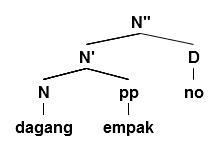 N"
N' D
N pp no
dagang empak